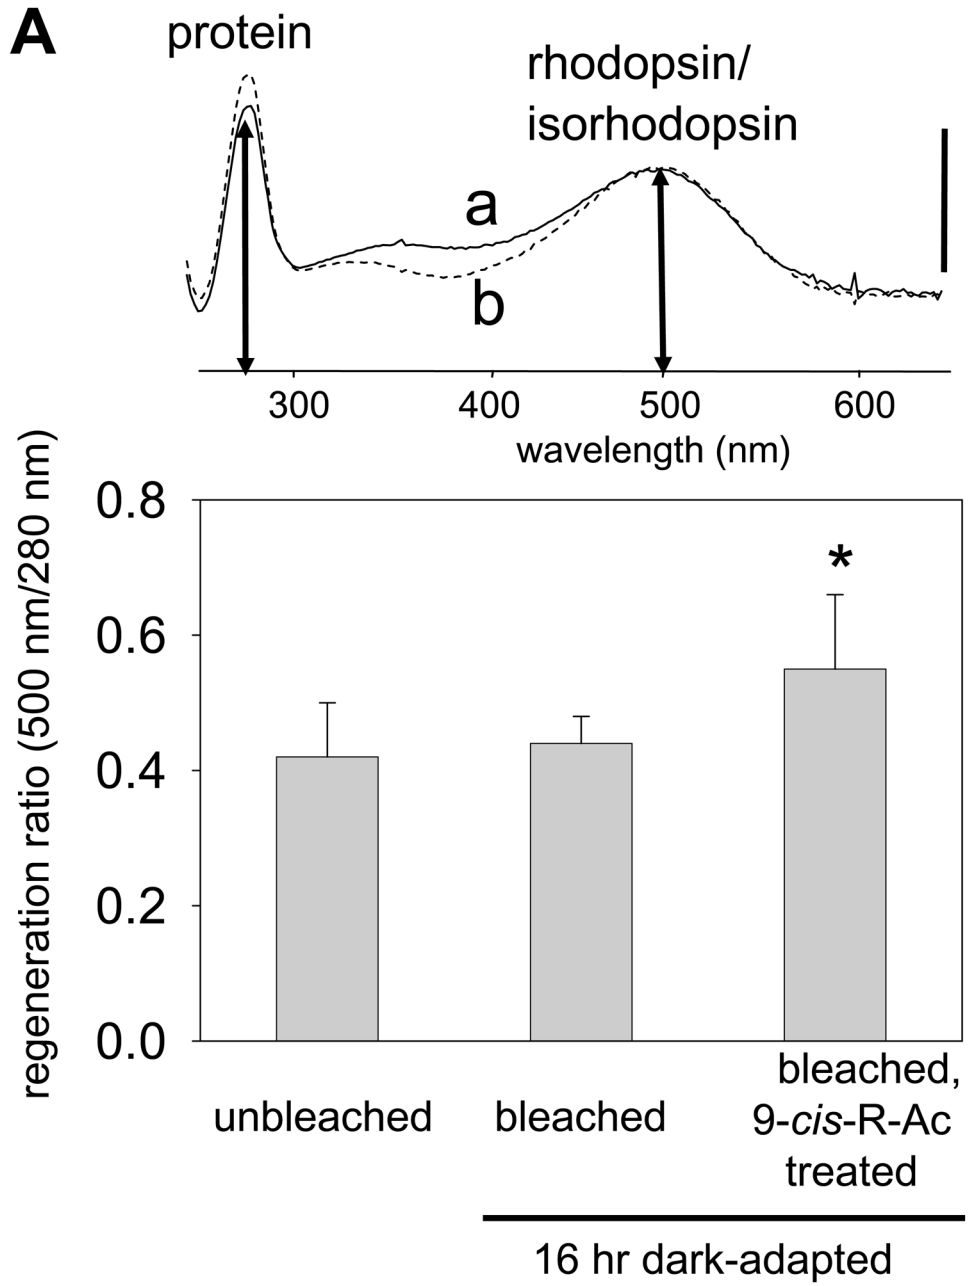 A
protein
rhodopsin/
isorhodopsin
a
b
300 400 500 600
wavelength (nm)
regeneration ratio (500 nm/280 nm)
0.8
0.6
0.4
0.2
0.0
*
unbleached
bleached
bleached,
9-cis-R-Ac
treated
16 hr dark-adapted